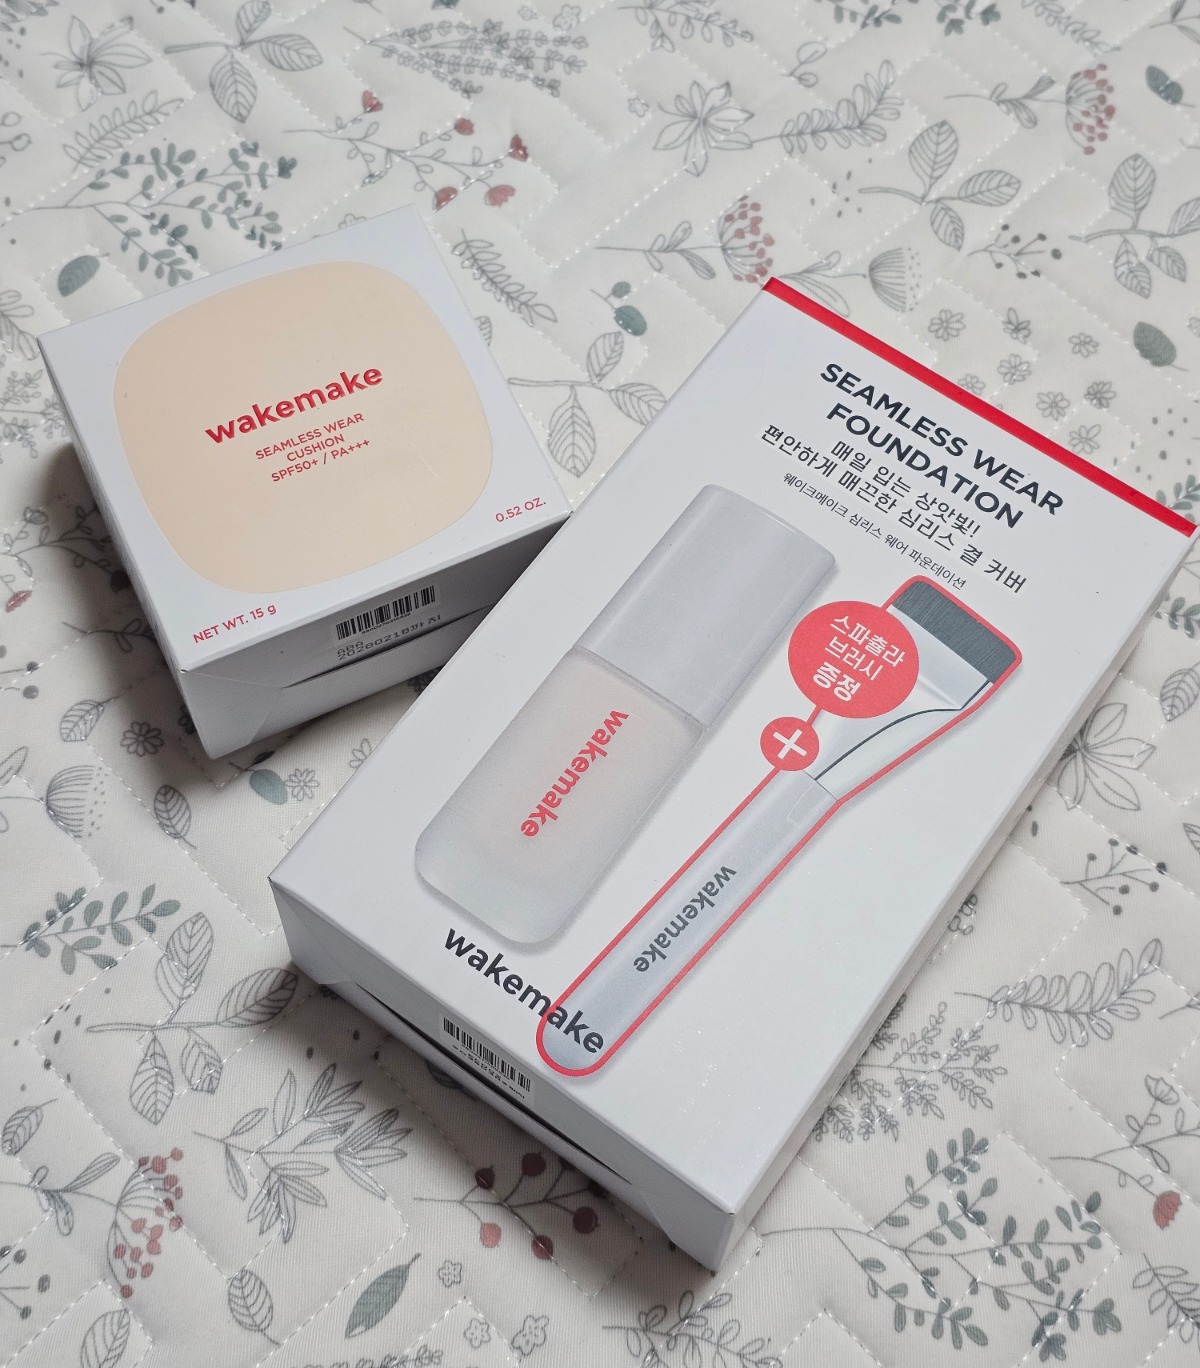 wakemake
SEAMLESS WEAR
CUSHION
SPF50+ / PA+++
NET WT. 15 g
0.52 OZ.
SEAMLESS WEAR
FOUNDATION
매일 입는 상앗빛!
편안하게 매끈한 심리스 결 커버
웨이크메이크 심리스 웨어 파운데이션
스파츌라
브러시
증정
+
wakemake
wakemake
wakemake